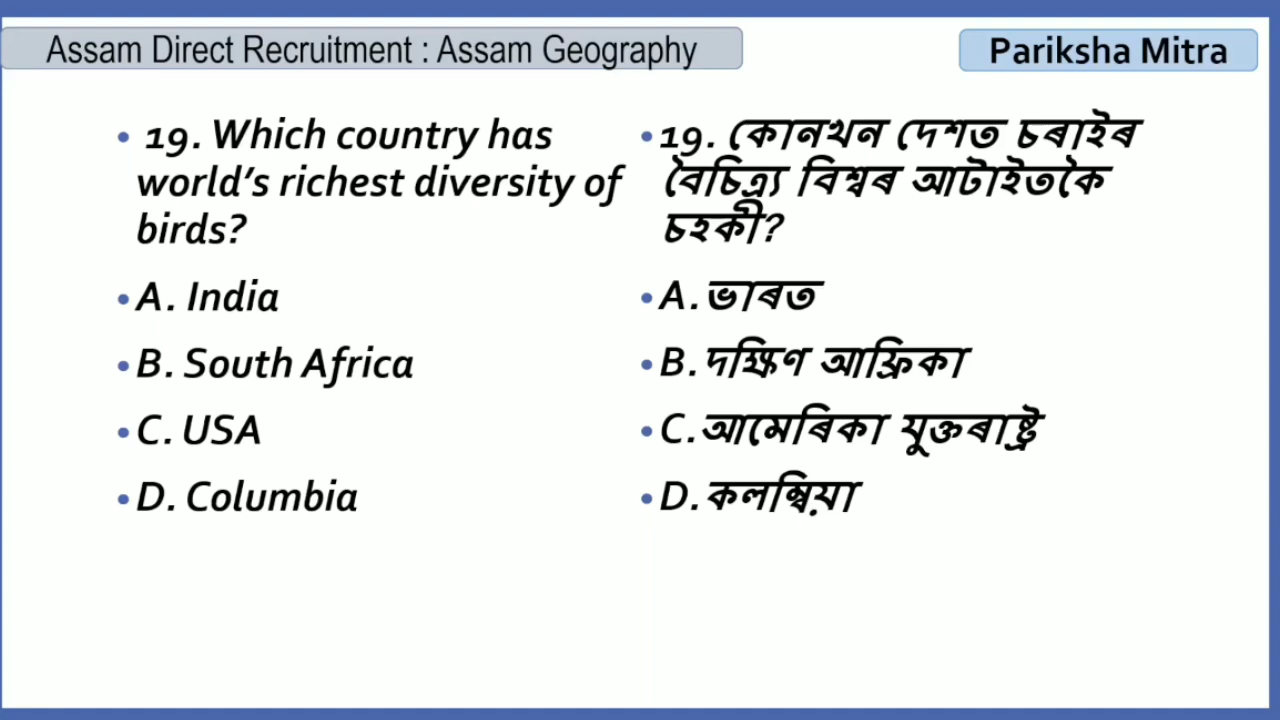 Assam Direct Recruitment : Assam Geography
Pariksha Mitra
• 19. Which country has
world's richest diversity of
birds?
• A. India
• B. South Africa
• C. USA
• D. Columbia
• 19. কোনখন দেশত চৰাইৰ
বৈচিত্ৰ্য বিশ্বৰ আটাইতকৈ
চহকী?
• A. ভাৰত
• B. দক্ষিণ আফ্ৰিকা
• C. আমেৰিকা যুক্তৰাষ্ট্ৰ
• D. কলম্বিয়া